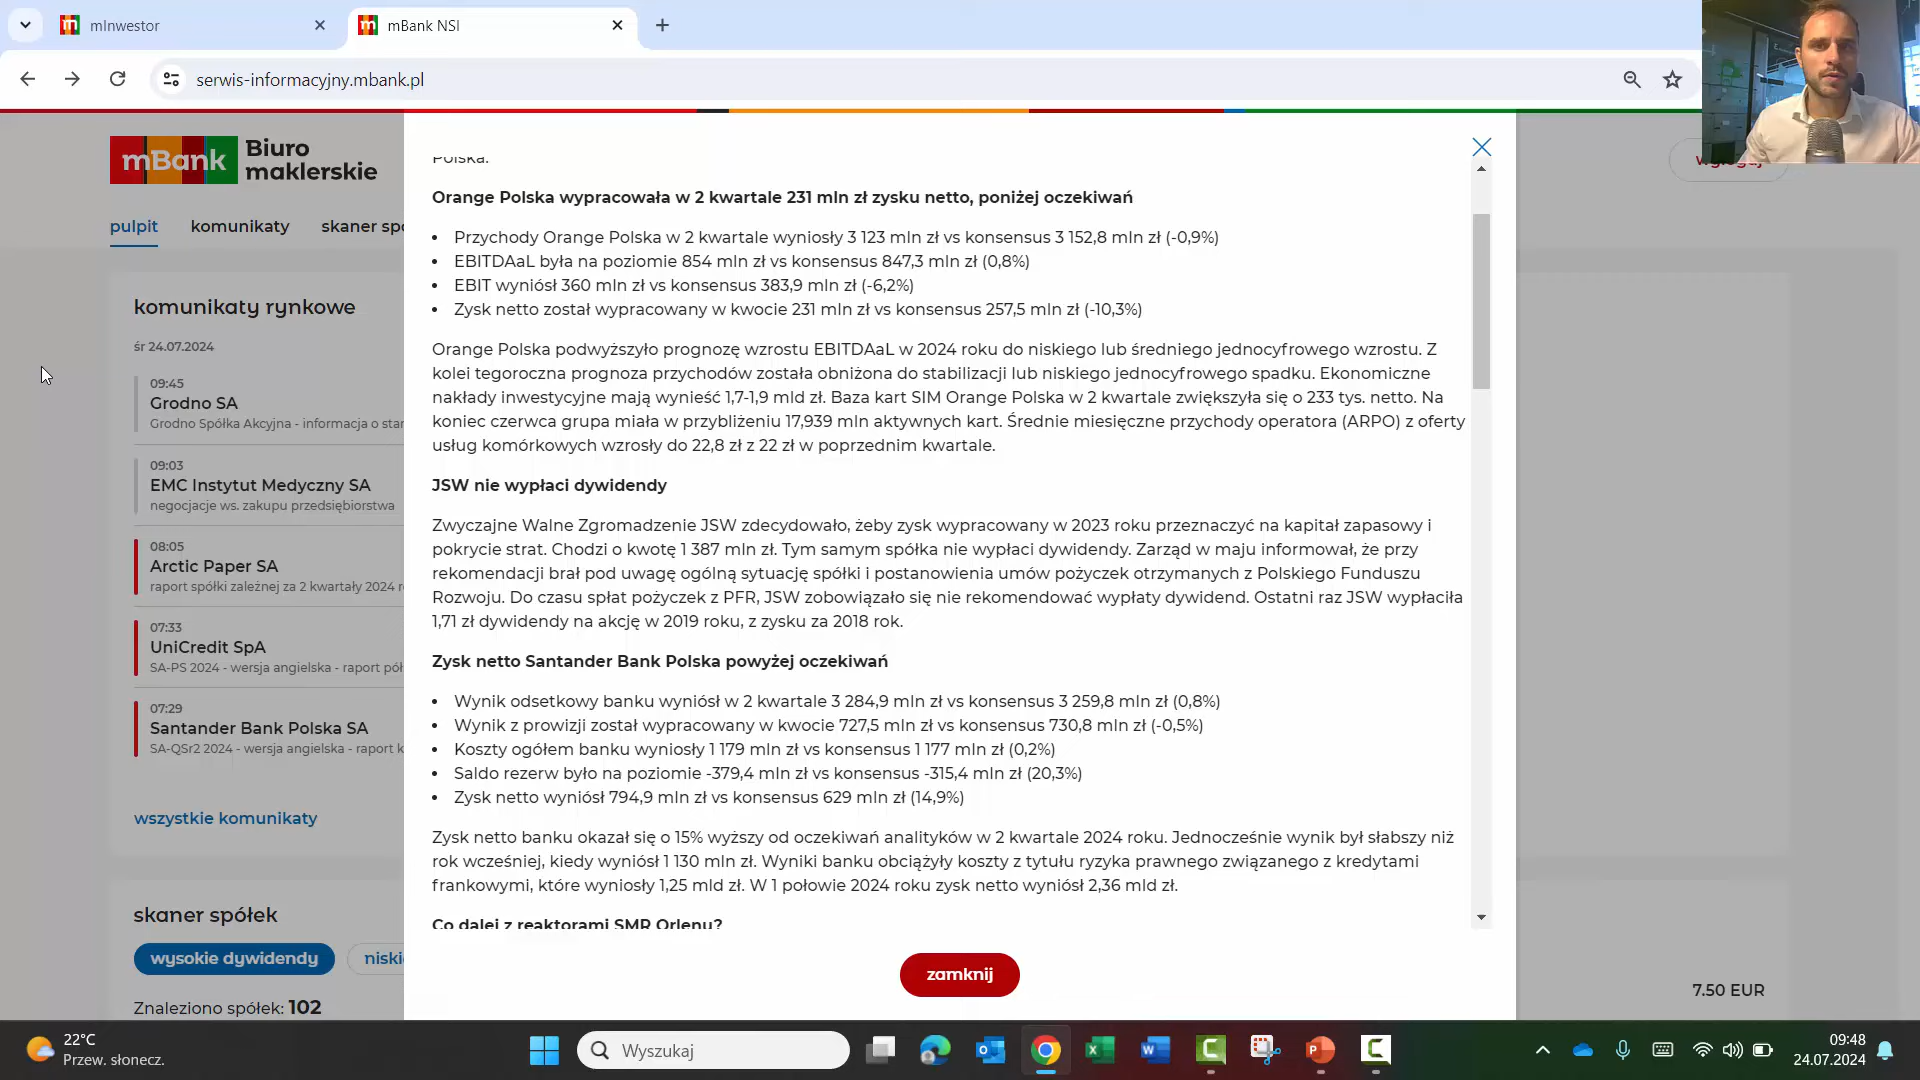 mInwestor
mBank NSI
serwis-informacyjny.mbank.pl
mBank Biuro
maklerskie
pulpit komunikaty skaner spo
komunikaty rynkowe
śr 24.07.2024
09:45
Grodno SA
Grodno Spółka Akcyjna - informacja o star
09:03
EMC Instytut Medyczny SA
negocjacje ws. zakupu przedsiębiorstwa
08:05
Arctic Paper SA
raport spółki zależnej za 2 kwartały 2024 r
07:33
UniCredit SpA
SA-PS 2024 - wersja angielska - raport pół
07:29
Santander Bank Polska SA
SA-QSr2 2024 - wersja angielska - raport k
wszystkie komunikaty
skaner spółek
wysokie dywidendy niski
Znaleziono spółek: 102
Polska.
Orange Polska wypracowała w 2 kwartale 231 mln zł zysku netto, poniżej oczekiwań
• Przychody Orange Polska w 2 kwartale wyniosły 3 123 mln zł vs konsensus 3 152,8 mln zł (-0,9%)
• EBITDAaL była na poziomie 854 mln zł vs konsensus 847,3 mln zł (0,8%)
• EBIT wyniósł 360 mln zł vs konsensus 383,9 mln zł (-6,2%)
• Zysk netto został wypracowany w kwocie 231 mln zł vs konsensus 257,5 mln zł (-10,3%)
Orange Polska podwyższyło prognozę wzrostu EBITDAaL w 2024 roku do niskiego lub średniego jednocyfrowego wzrostu. Z
kolei tegoroczna prognoza przychodów została obniżona do stabilizacji lub niskiego jednocyfrowego spadku. Ekonomiczne
nakłady inwestycyjne mają wynieść 1,7-1,9 mld zł. Baza kart SIM Orange Polska w 2 kwartale zwiększyła się o 233 tys. netto. Na
koniec czerwca grupa miała w przybliżeniu 17,939 mln aktywnych kart. Średnie miesięczne przychody operatora (ARPO) z oferty
usług komórkowych wzrosły do 22,8 zł z 22 zł w poprzednim kwartale.
JSW nie wypłaci dywidendy
Zwyczajne Walne Zgromadzenie JSW zdecydowało, żeby zysk wypracowany w 2023 roku przeznaczyć na kapitał zapasowy i
pokrycie strat. Chodzi o kwotę 1 387 mln zł. Tym samym spółka nie wypłaci dywidendy. Zarząd w maju informował, że przy
rekomendacji brał pod uwagę ogólną sytuację spółki i postanowienia umów pożyczek otrzymanych z Polskiego Funduszu
Rozwoju. Do czasu spłat pożyczek z PFR, JSW zobowiązało się nie rekomendować wypłaty dywidend. Ostatni raz JSW wypłaciła
1,71 zł dywidendy na akcję w 2019 roku, z zysku za 2018 rok.
Zysk netto Santander Bank Polska powyżej oczekiwań
• Wynik odsetkowy banku wyniósł w 2 kwartale 3 284,9 mln zł vs konsensus 3 259,8 mln zł (0,8%)
• Wynik z prowizji został wypracowany w kwocie 727,5 mln zł vs konsensus 730,8 mln zł (-0,5%)
• Koszty ogółem banku wyniosły 1 179 mln zł vs konsensus 1 177 mln zł (0,2%)
• Saldo rezerw było na poziomie -379,4 mln zł vs konsensus -315,4 mln zł (20,3%)
• Zysk netto wyniósł 794,9 mln zł vs konsensus 629 mln zł (14,9%)
Zysk netto banku okazał się o 15% wyższy od oczekiwań analityków w 2 kwartale 2024 roku. Jednocześnie wynik był słabszy niż
rok wcześniej, kiedy wyniósł 1 130 mln zł. Wyniki banku obciążyły koszty z tytułu ryzyka prawnego związanego z kredytami
frankowymi, które wyniosły 1,25 mld zł. W 1 połowie 2024 roku zysk netto wyniósł 2,36 mld zł.
Co dalej z reaktorami SMR Orlenu?
zamknij
7.50 EUR
22°C
Przew. słonecz.
Wyszukaj
09:48
24.07.2024